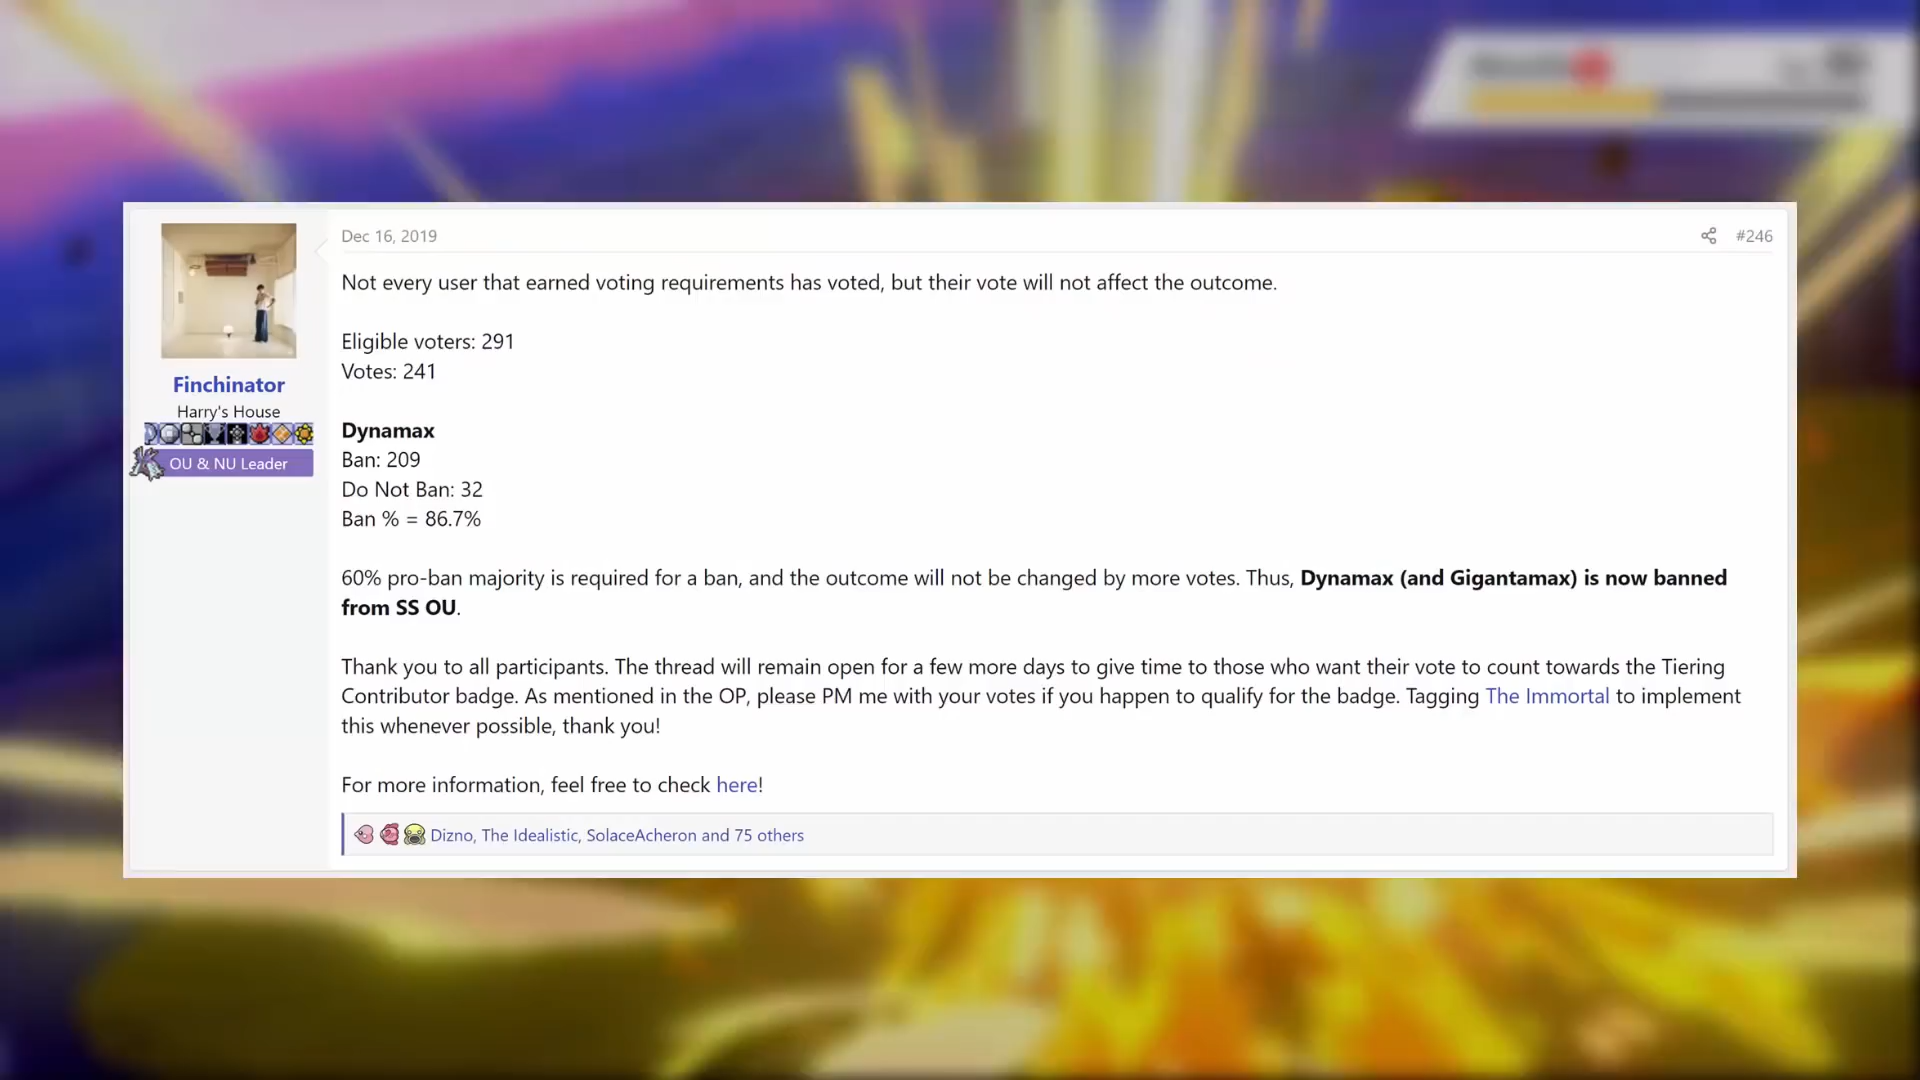 Dec 16, 2019
#246
Not every user that earned voting requirements has voted, but their vote will not affect the outcome.
Eligible voters: 291
Votes: 241
Finchinator
Harry's House
OU & NU Leader
Dynamax
Ban: 209
Do Not Ban: 32
Ban % = 86.7%
60% pro-ban majority is required for a ban, and the outcome will not be changed by more votes. Thus, Dynamax (and Gigantamax) is now banned
from SS OU.
Thank you to all participants. The thread will remain open for a few more days to give time to those who want their vote to count towards the Tiering
Contributor badge. As mentioned in the OP, please PM me with your votes if you happen to qualify for the badge. Tagging The Immortal to implement
this whenever possible, thank you!
For more information, feel free to check here!
Dizno, The Idealistic, SolaceAcheron and 75 others